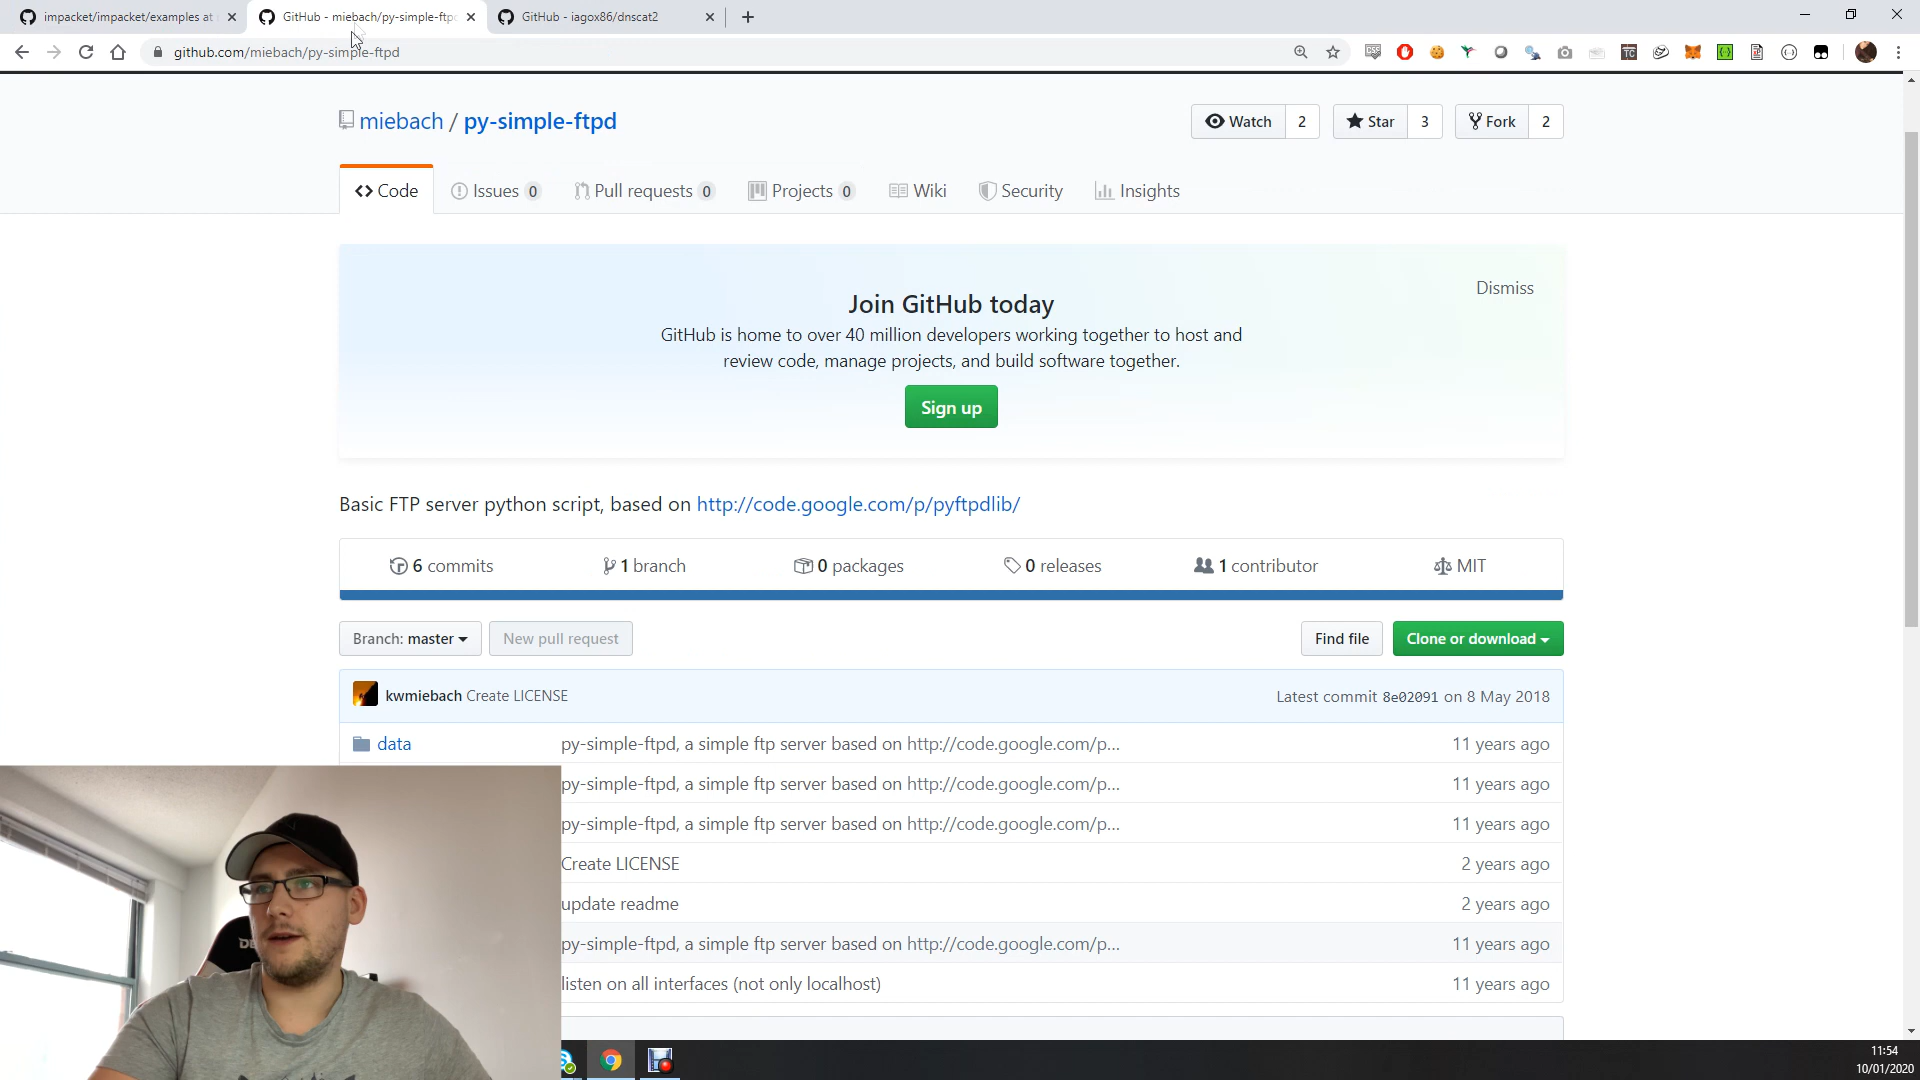 impacket/impacket/examples at
GitHub - miebach/py-simple-ftpd
GitHub - iagox86/dnscat2
github.com/miebach/py-simple-ftpd
miebach / py-simple-ftpd
Watch 2
Star 3
Fork 2
Code
Issues 0
Pull requests 0
Projects 0
Wiki
Security
Insights
Join GitHub today
Dismiss
GitHub is home to over 40 million developers working together to host and
review code, manage projects, and build software together.
Sign up
Basic FTP server python script, based on http://code.google.com/p/pyftpdlib/
6 commits
1 branch
0 packages
0 releases
1 contributor
MIT
Branch: master
New pull request
Find file
Clone or download
kwmiebach Create LICENSE
Latest commit 8e02091 on 8 May 2018
data
py-simple-ftpd, a simple ftp server based on http://code.google.com/p...
11 years ago
py-simple-ftpd, a simple ftp server based on http://code.google.com/p...
11 years ago
py-simple-ftpd, a simple ftp server based on http://code.google.com/p...
11 years ago
Create LICENSE
2 years ago
update readme
2 years ago
py-simple-ftpd, a simple ftp server based on http://code.google.com/p...
11 years ago
listen on all interfaces (not only localhost)
11 years ago
11:54
10/01/2020